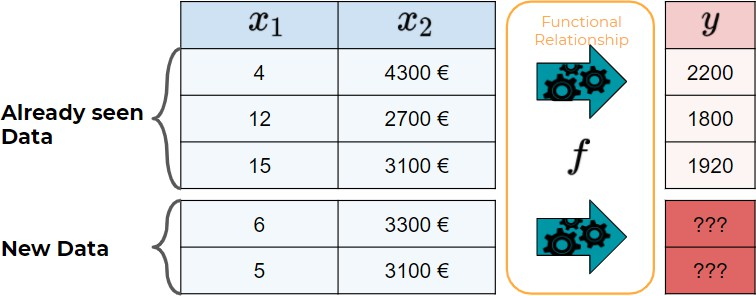 x₁ x₂ Functional Relationship y
4 4300 € 2200
Already seen Data
12 2700 € 1800
15 3100 € f 1920
6 3300 € ???
New Data
5 3100 € ???